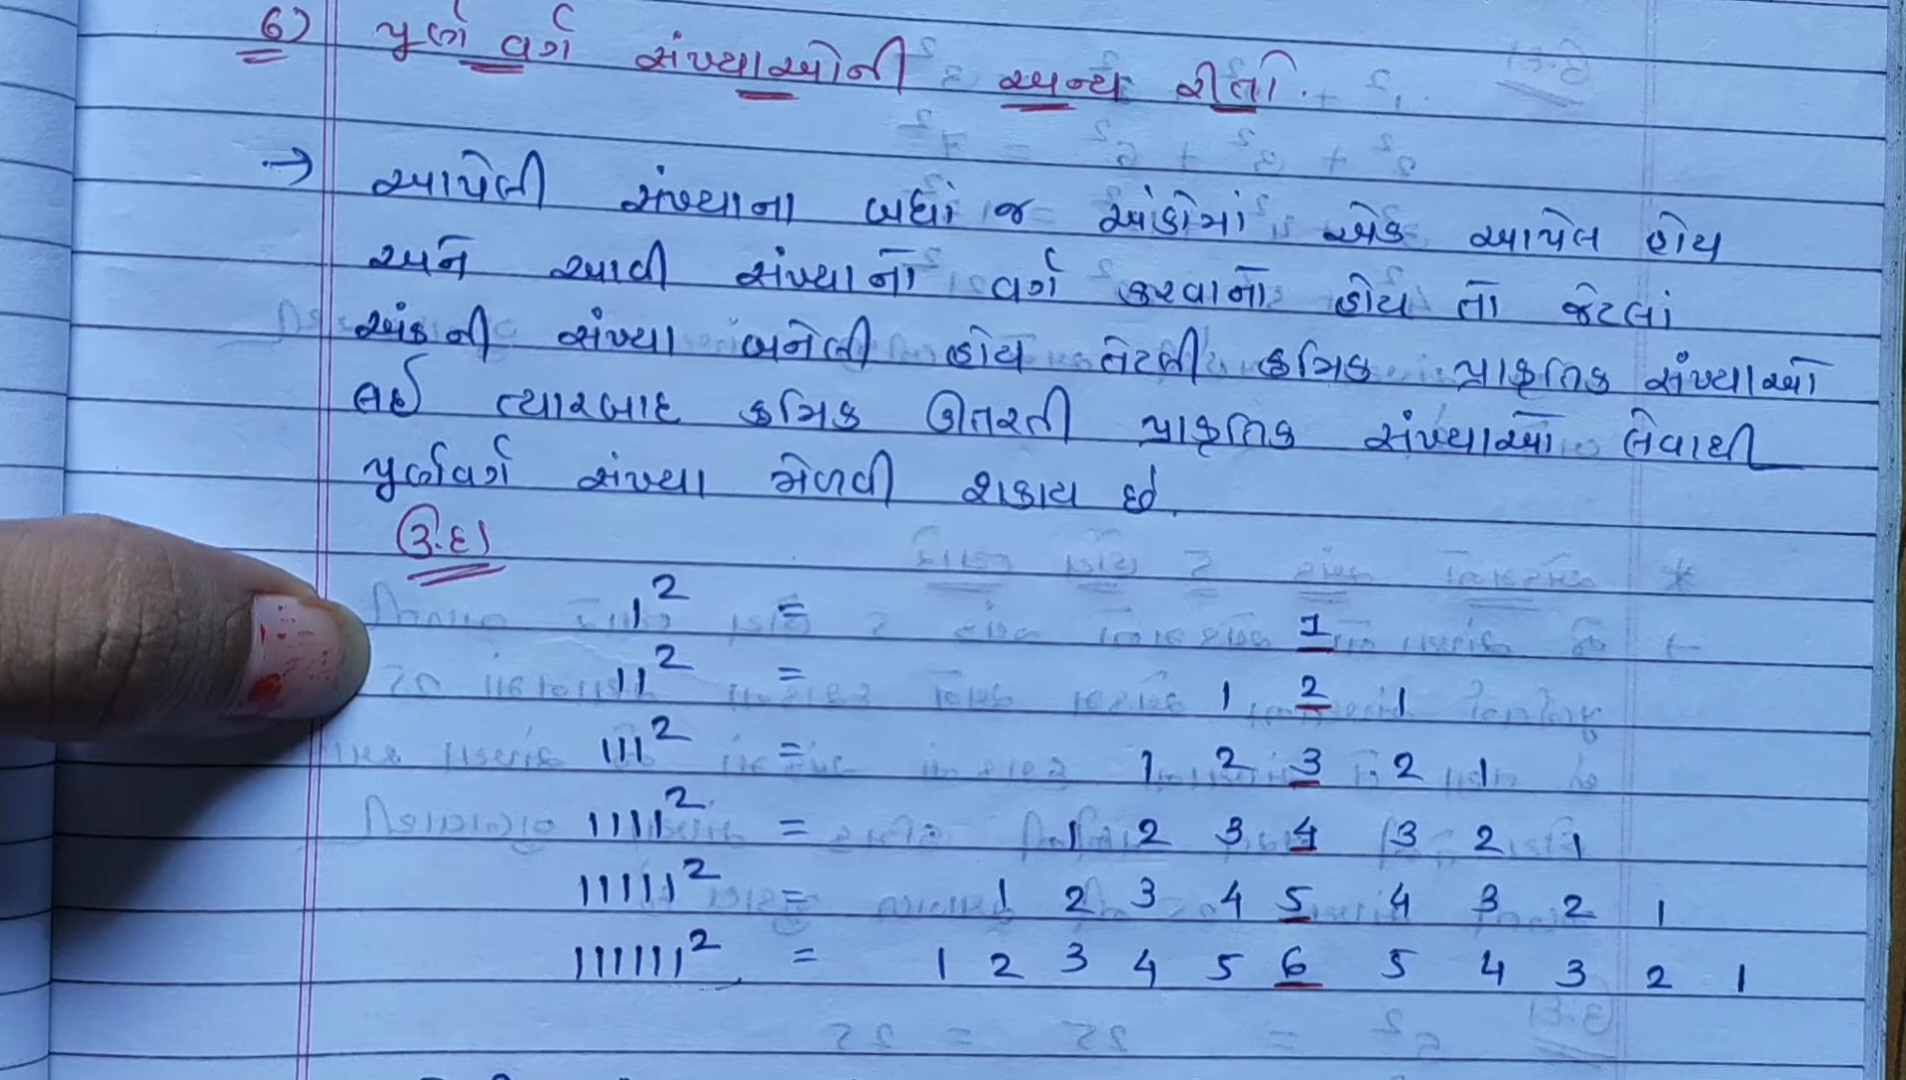 6) પૂર્ણ વર્ગ સંખ્યાઓની અન્ય રીતો.
→ આપેલી સંખ્યાના બધાં જ અંકોમાં એક આપેલ હોય
અને આવી સંખ્યાનો વર્ગ કરવાનો હોય તો જેટલાં
અંકની સંખ્યા બનેલી હોય તેટલી ક્રમિક પ્રાકૃતિક સંખ્યાઓ
લઈ ત્યારબાદ ક્રમિક ઊતરતી પ્રાકૃતિક સંખ્યાઓ લેવાથી
પૂર્ણવર્ગ સંખ્યા મેળવી શકાય છે.
ઊ.દા
1² = 1
11² = 1 2 1
111² = 1 2 3 2 1
1111² = 1 2 3 4 3 2 1
11111² = 1 2 3 4 5 4 3 2 1
111111² = 1 2 3 4 5 6 5 4 3 2 1